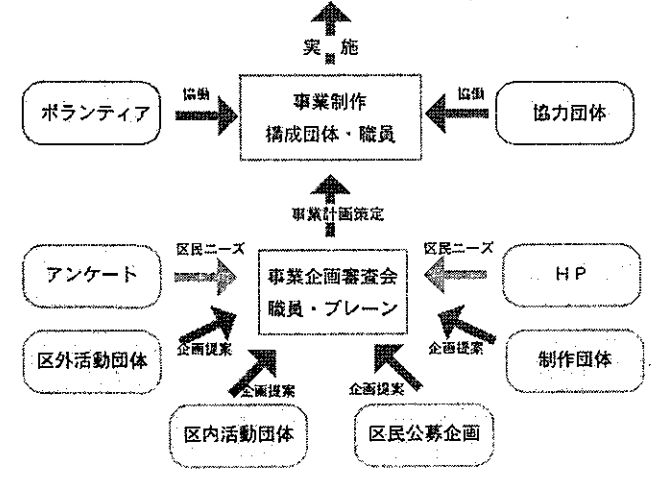 実施
協働
協働
ボランティア
事業制作
構成団体・職員
協力団体
事業計画策定
区民ニーズ
区民ニーズ
アンケート
事業企画審査会
職員・ブレーン
HP
区外活動団体
企画提案
企画提案
制作団体
企画提案
企画提案
区内活動団体
区民公募企画